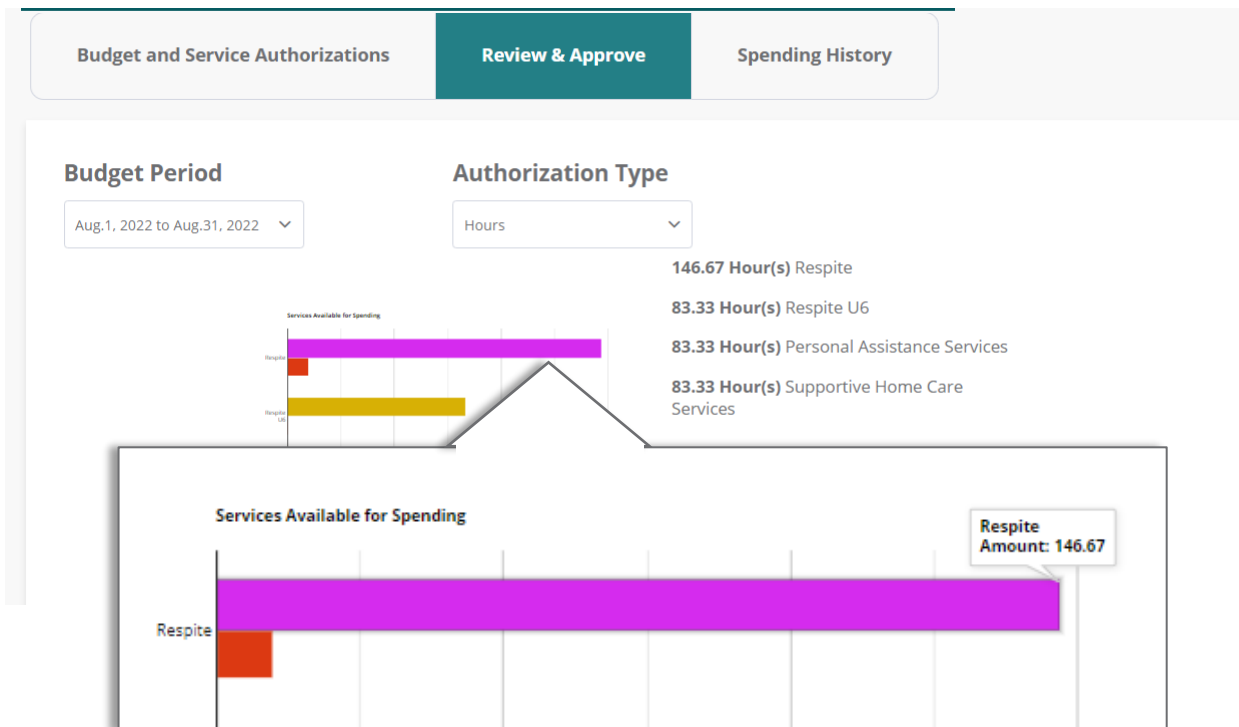 Budget and Service Authorizations
Review & Approve
Spending History
Budget Period
Authorization Type
Aug.1, 2022 to Aug.31, 2022
Hours
146.67 Hour(s) Respite
83.33 Hour(s) Respite U6
83.33 Hour(s) Personal Assistance Services
83.33 Hour(s) Supportive Home Care
Services
Services Available for Spending
Respite
Respite
U6
Services Available for Spending
Respite
Amount: 146.67
Respite